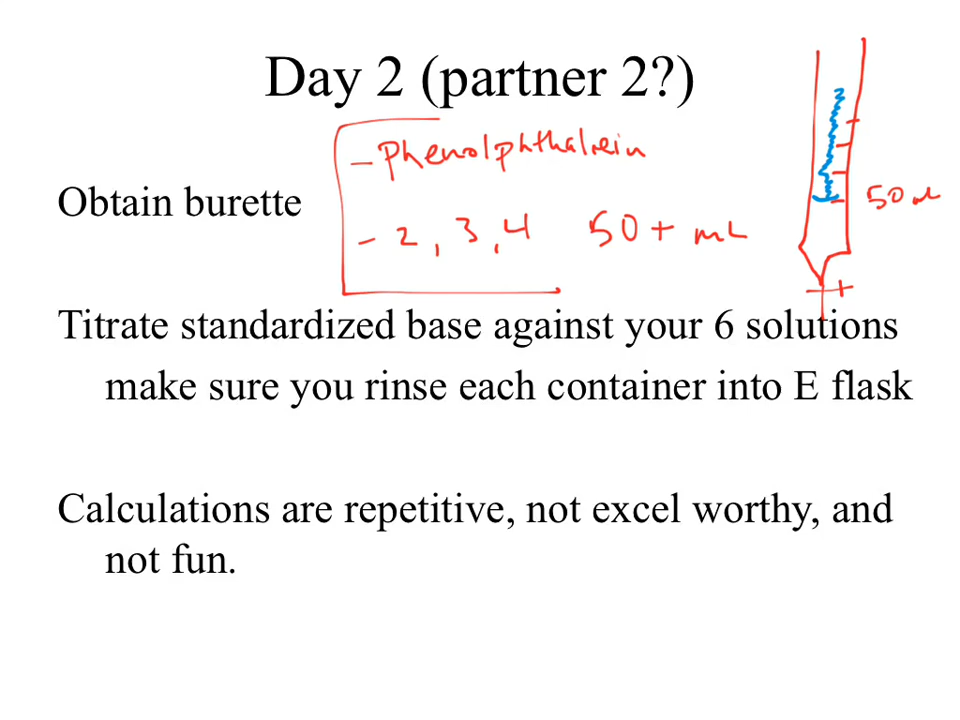 Day 2 (partner 2?)
- Phenolphthalein
Obtain burette
50 mL
- 2, 3, 4 50 + mL
Titrate standardized base against your 6 solutions
make sure you rinse each container into E flask
Calculations are repetitive, not excel worthy, and
not fun.